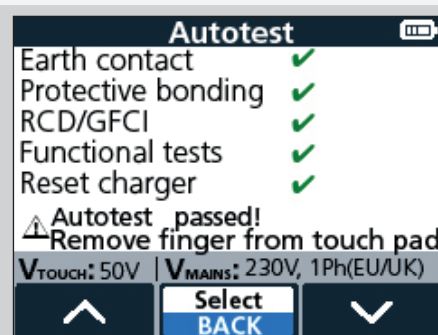 Autotest
Earth contact ✔
Protective bonding ✔
RCD/GFCI ✔
Functional tests ✔
Reset charger ✔
⚠ Autotest passed!
Remove finger from touch pad
VTOUCH: 50V | VMAINS: 230V, 1Ph(EU/UK)
Select
BACK